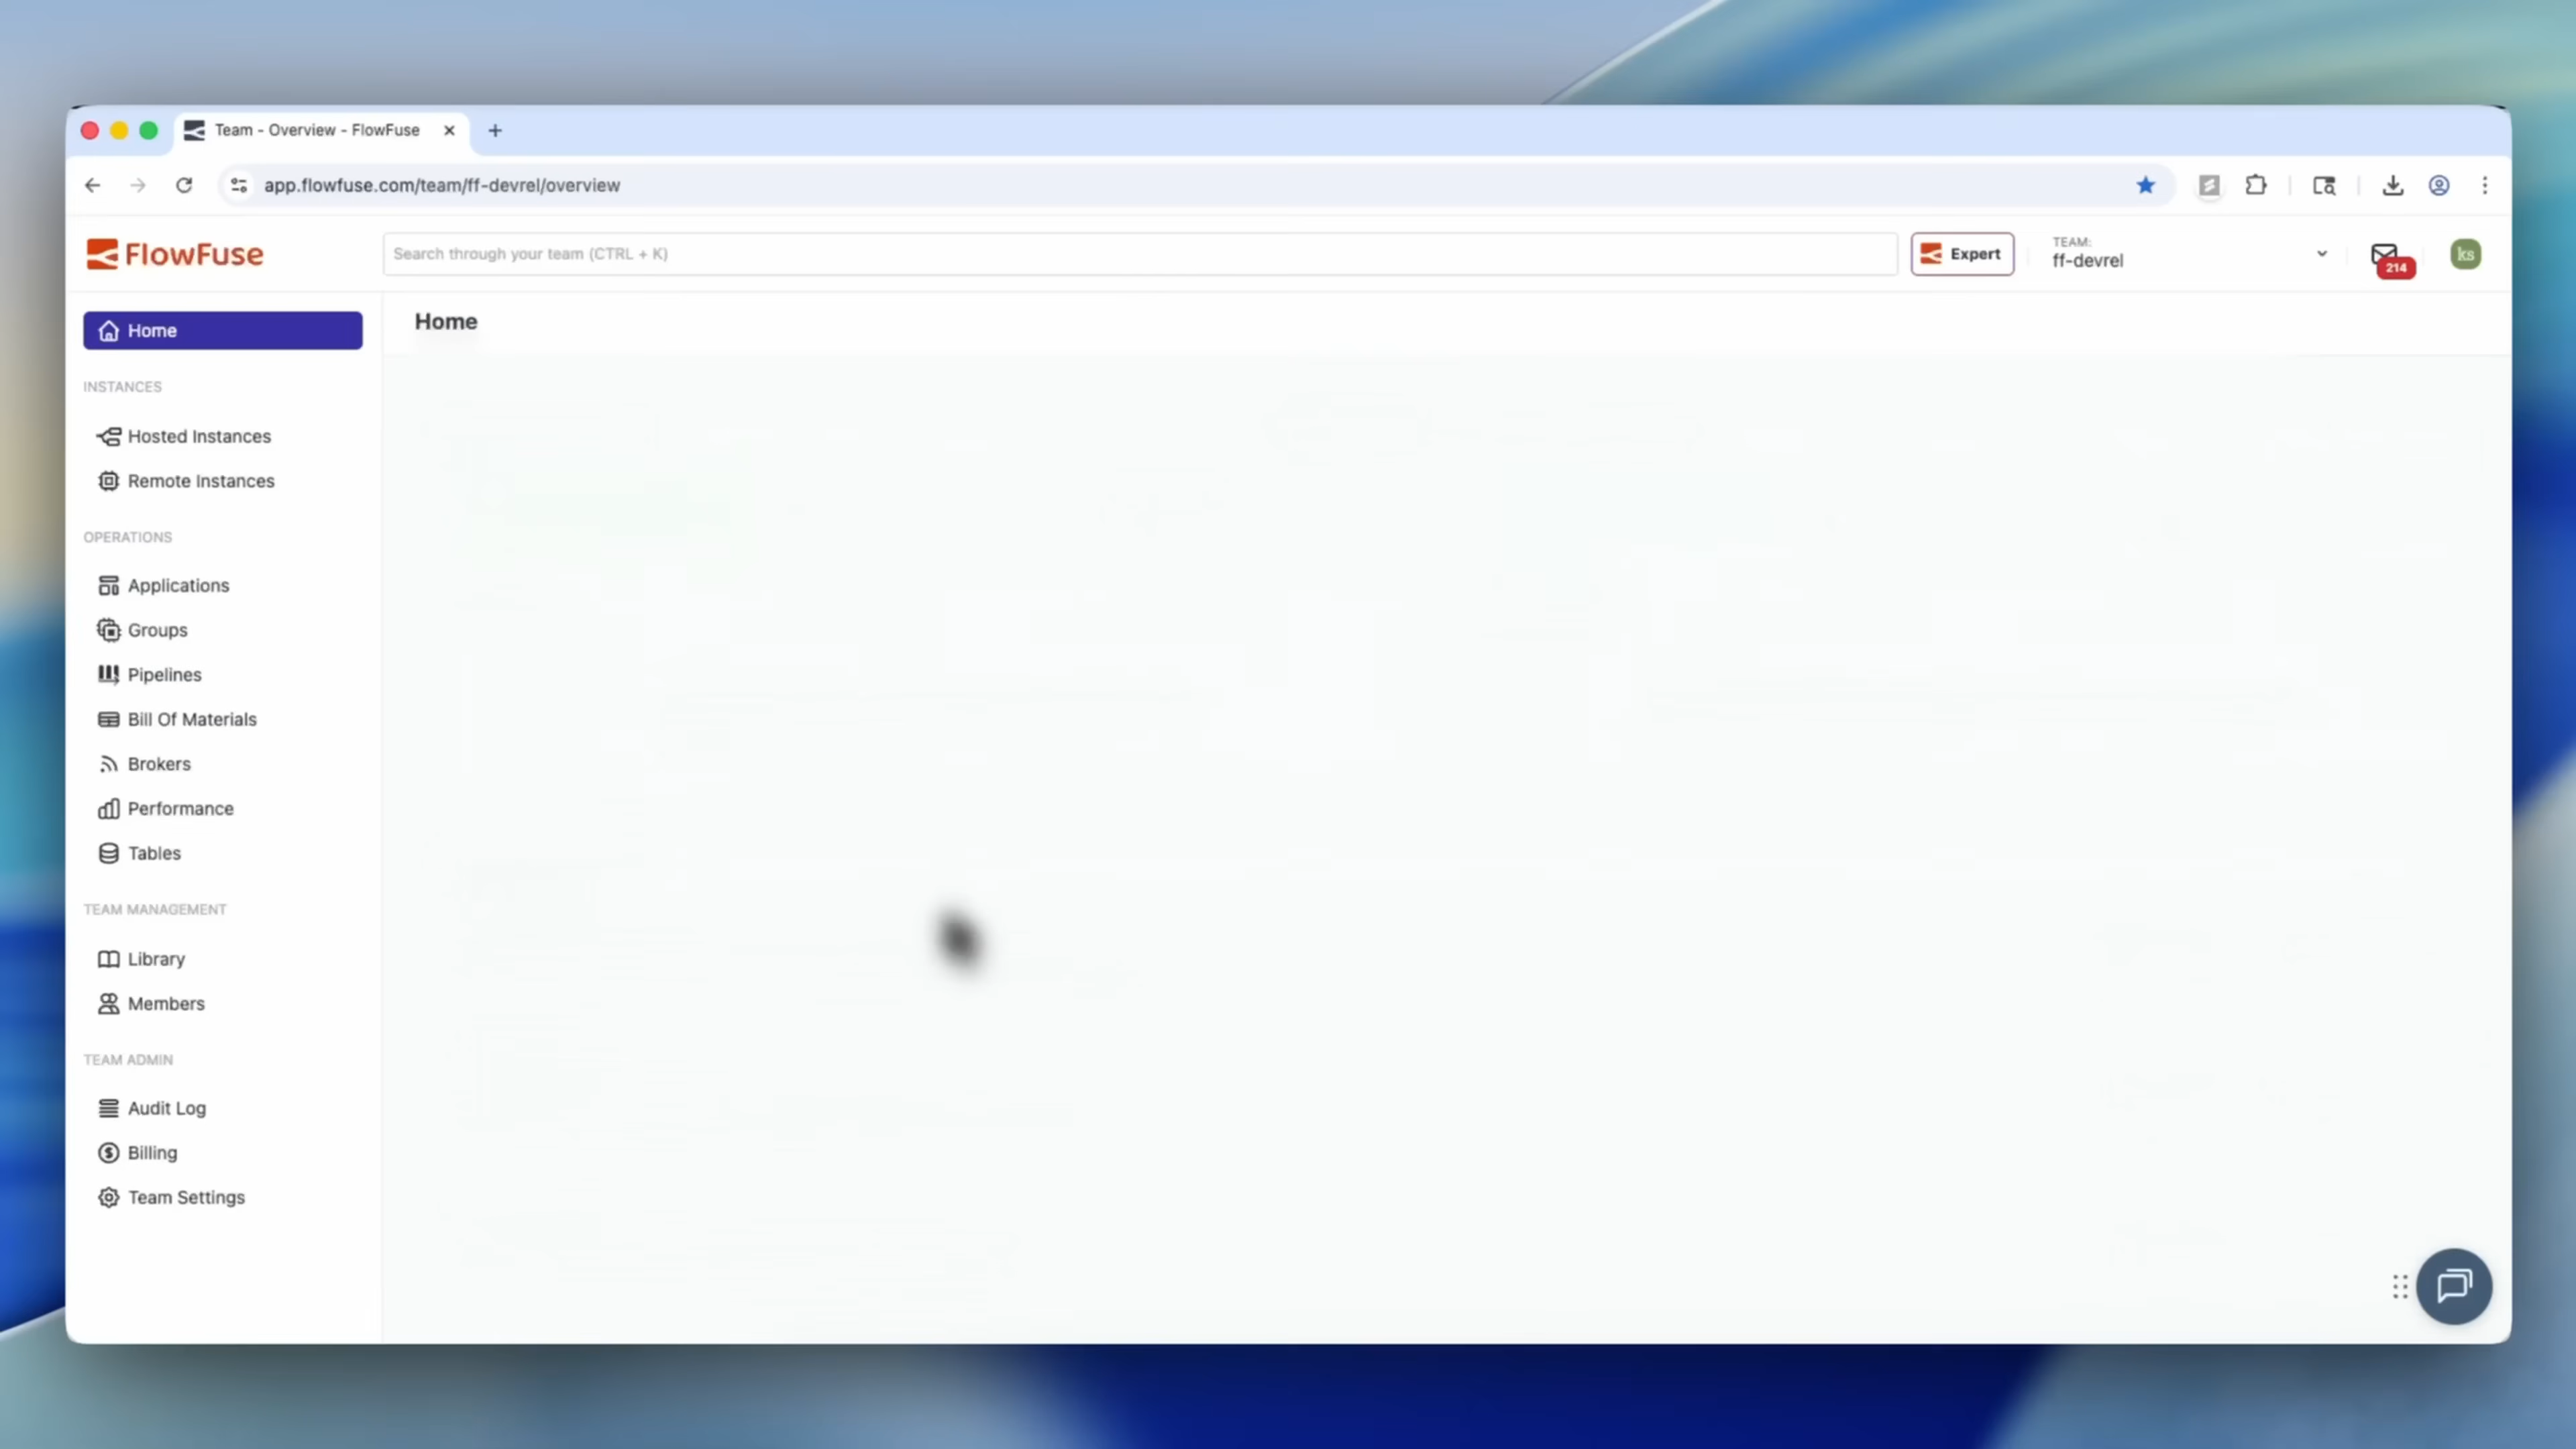 Team - Overview - FlowFuse
app.flowfuse.com/team/ff-devrel/overview
FlowFuse
Search through your team (CTRL + K)
Expert
TEAM:
ff-devrel
214
ks
Home
Home
INSTANCES
Hosted Instances
Remote Instances
OPERATIONS
Applications
Groups
Pipelines
Bill Of Materials
Brokers
Performance
Tables
TEAM MANAGEMENT
Library
Members
TEAM ADMIN
Audit Log
Billing
Team Settings